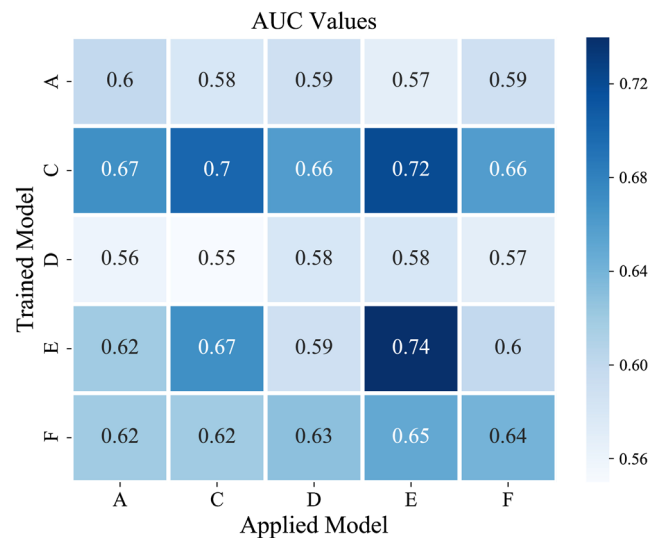 AUC Values
A 0.6 0.58 0.59 0.57 0.59
C 0.67 0.7 0.66 0.72 0.66
D 0.56 0.55 0.58 0.58 0.57
E 0.62 0.67 0.59 0.74 0.6
F 0.62 0.62 0.63 0.65 0.64
A C D E F
Trained Model
Applied Model
0.72
0.68
0.64
0.60
0.56